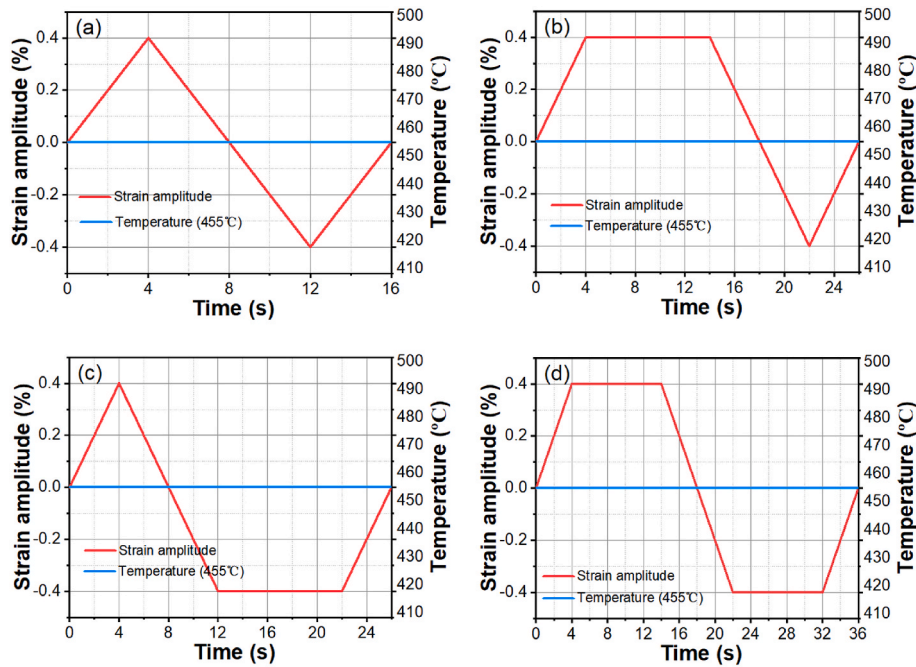 (a)
Strain amplitude (%)
0.4
0.2
0.0
-0.2
-0.4
Strain amplitude
Temperature (455℃)
500
490
480
470
460
450
440
430
420
410
Temperature (℃)
0 4 8 12 16
Time (s)
(b)
Strain amplitude (%)
0.4
0.2
0.0
-0.2
-0.4
Strain amplitude
Temperature (455℃)
500
490
480
470
460
450
440
430
420
410
Temperature (℃)
0 4 8 12 16 20 24
Time (s)
(c)
Strain amplitude (%)
0.4
0.2
0.0
-0.2
-0.4
Strain amplitude
Temperature (455℃)
500
490
480
470
460
450
440
430
420
410
Temperature (℃)
0 4 8 12 16 20 24
Time (s)
(d)
Strain amplitude (%)
0.4
0.2
0.0
-0.2
-0.4
Strain amplitude
Temperature (455℃)
500
490
480
470
460
450
440
430
420
410
Temperature (℃)
0 4 8 12 16 20 24 28 32 36
Time (s)